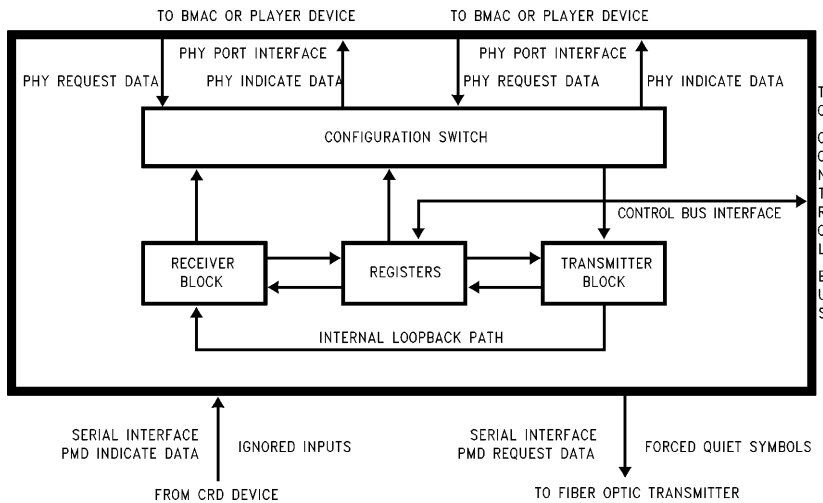 TO BMAC OR PLAYER DEVICE
TO BMAC OR PLAYER DEVICE
PHY PORT INTERFACE
PHY PORT INTERFACE
PHY REQUEST DATA
PHY INDICATE DATA
PHY REQUEST DATA
PHY INDICATE DATA
CONFIGURATION SWITCH
CONTROL BUS INTERFACE
RECEIVER
BLOCK
REGISTERS
TRANSMITTER
BLOCK
INTERNAL LOOPBACK PATH
SERIAL INTERFACE
PMD INDICATE DATA
IGNORED INPUTS
SERIAL INTERFACE
PMD REQUEST DATA
FORCED QUIET SYMBOLS
FROM CRD DEVICE
TO FIBER OPTIC TRANSMITTER